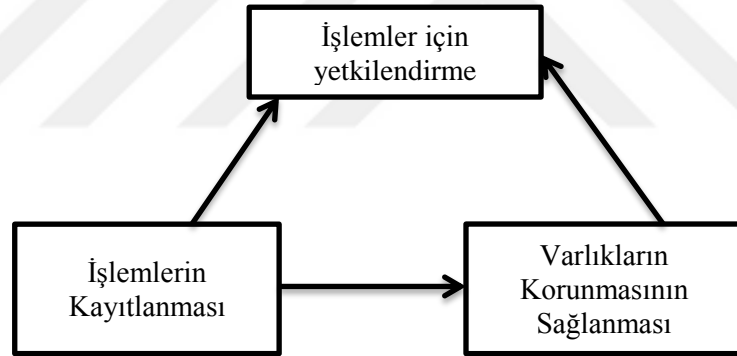 İşlemler için
yetkilendirme
İşlemlerin
Kayıtlanması
Varlıkların
Korunmasının
Sağlanması